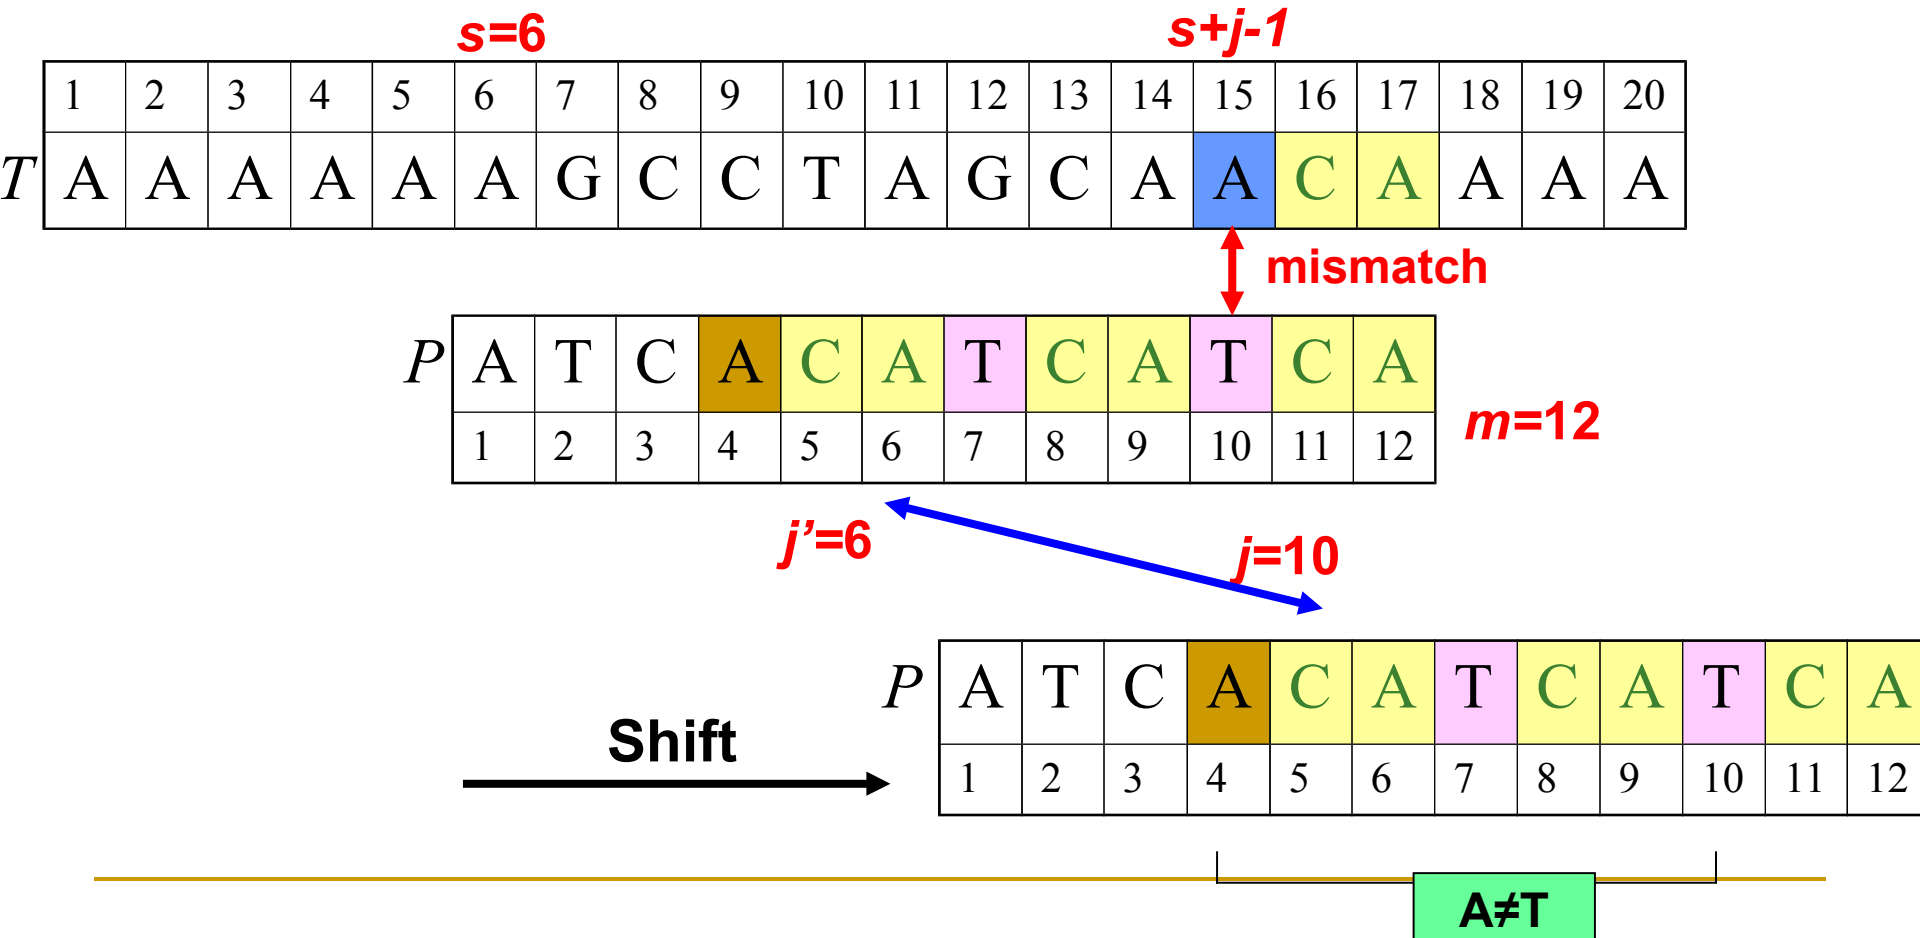 s=6 s+j-1
1 2 3 4 5 6 7 8 9 10 11 12 13 14 15 16 17 18 19 20
T A A A A A A G C C T A G C A A C A A A A
mismatch
P A T C A C A T C A T C A
1 2 3 4 5 6 7 8 9 10 11 12
m=12
j’=6
j=10
P A T C A C A T C A T C A
Shift
1 2 3 4 5 6 7 8 9 10 11 12
A≠T